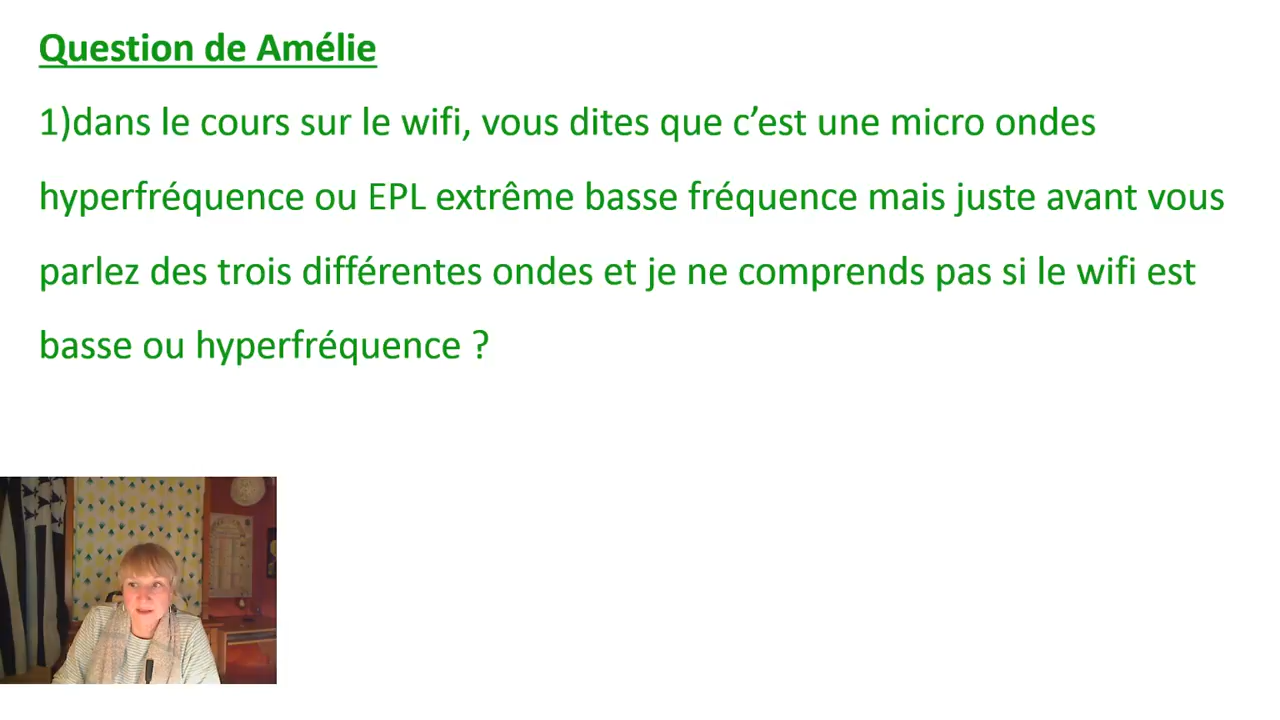 Question de Amélie
1)dans le cours sur le wifi, vous dites que c’est une micro ondes
hyperfréquence ou EPL extrême basse fréquence mais juste avant vous
parlez des trois différentes ondes et je ne comprends pas si le wifi est
basse ou hyperfréquence ?